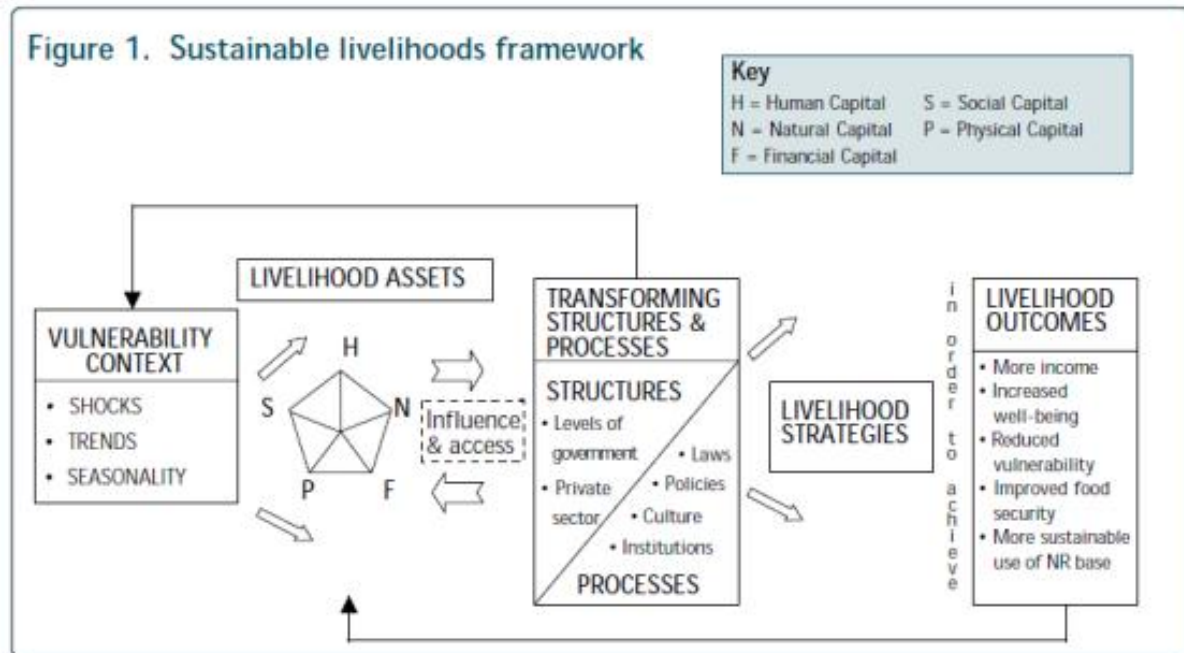 Figure 1. Sustainable livelihoods framework
Key
H = Human Capital S = Social Capital
N = Natural Capital P = Physical Capital
F = Financial Capital
LIVELIHOOD ASSETS
VULNERABILITY
CONTEXT
• SHOCKS
• TRENDS
• SEASONALITY
H
S
N
P
F
Influence
& access
TRANSFORMING
STRUCTURES &
PROCESSES
STRUCTURES
• Levels of
government
• Private
sector
• Laws
• Policies
• Culture
• Institutions
PROCESSES
LIVELIHOOD
STRATEGIES
in order to achieve
LIVELIHOOD
OUTCOMES
• More income
• Increased
well-being
• Reduced
vulnerability
• Improved food
security
• More sustainable
use of NR base